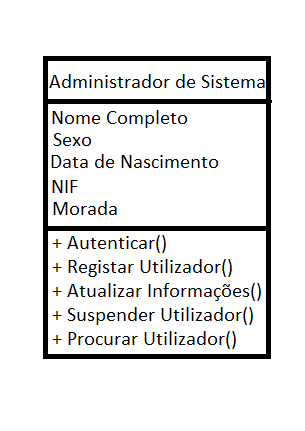 Administrador de Sistema
Nome Completo
Sexo
Data de Nascimento
NIF
Morada
+ Autenticar()
+ Registar Utilizador()
+ Atualizar Informações()
+ Suspender Utilizador()
+ Procurar Utilizador()